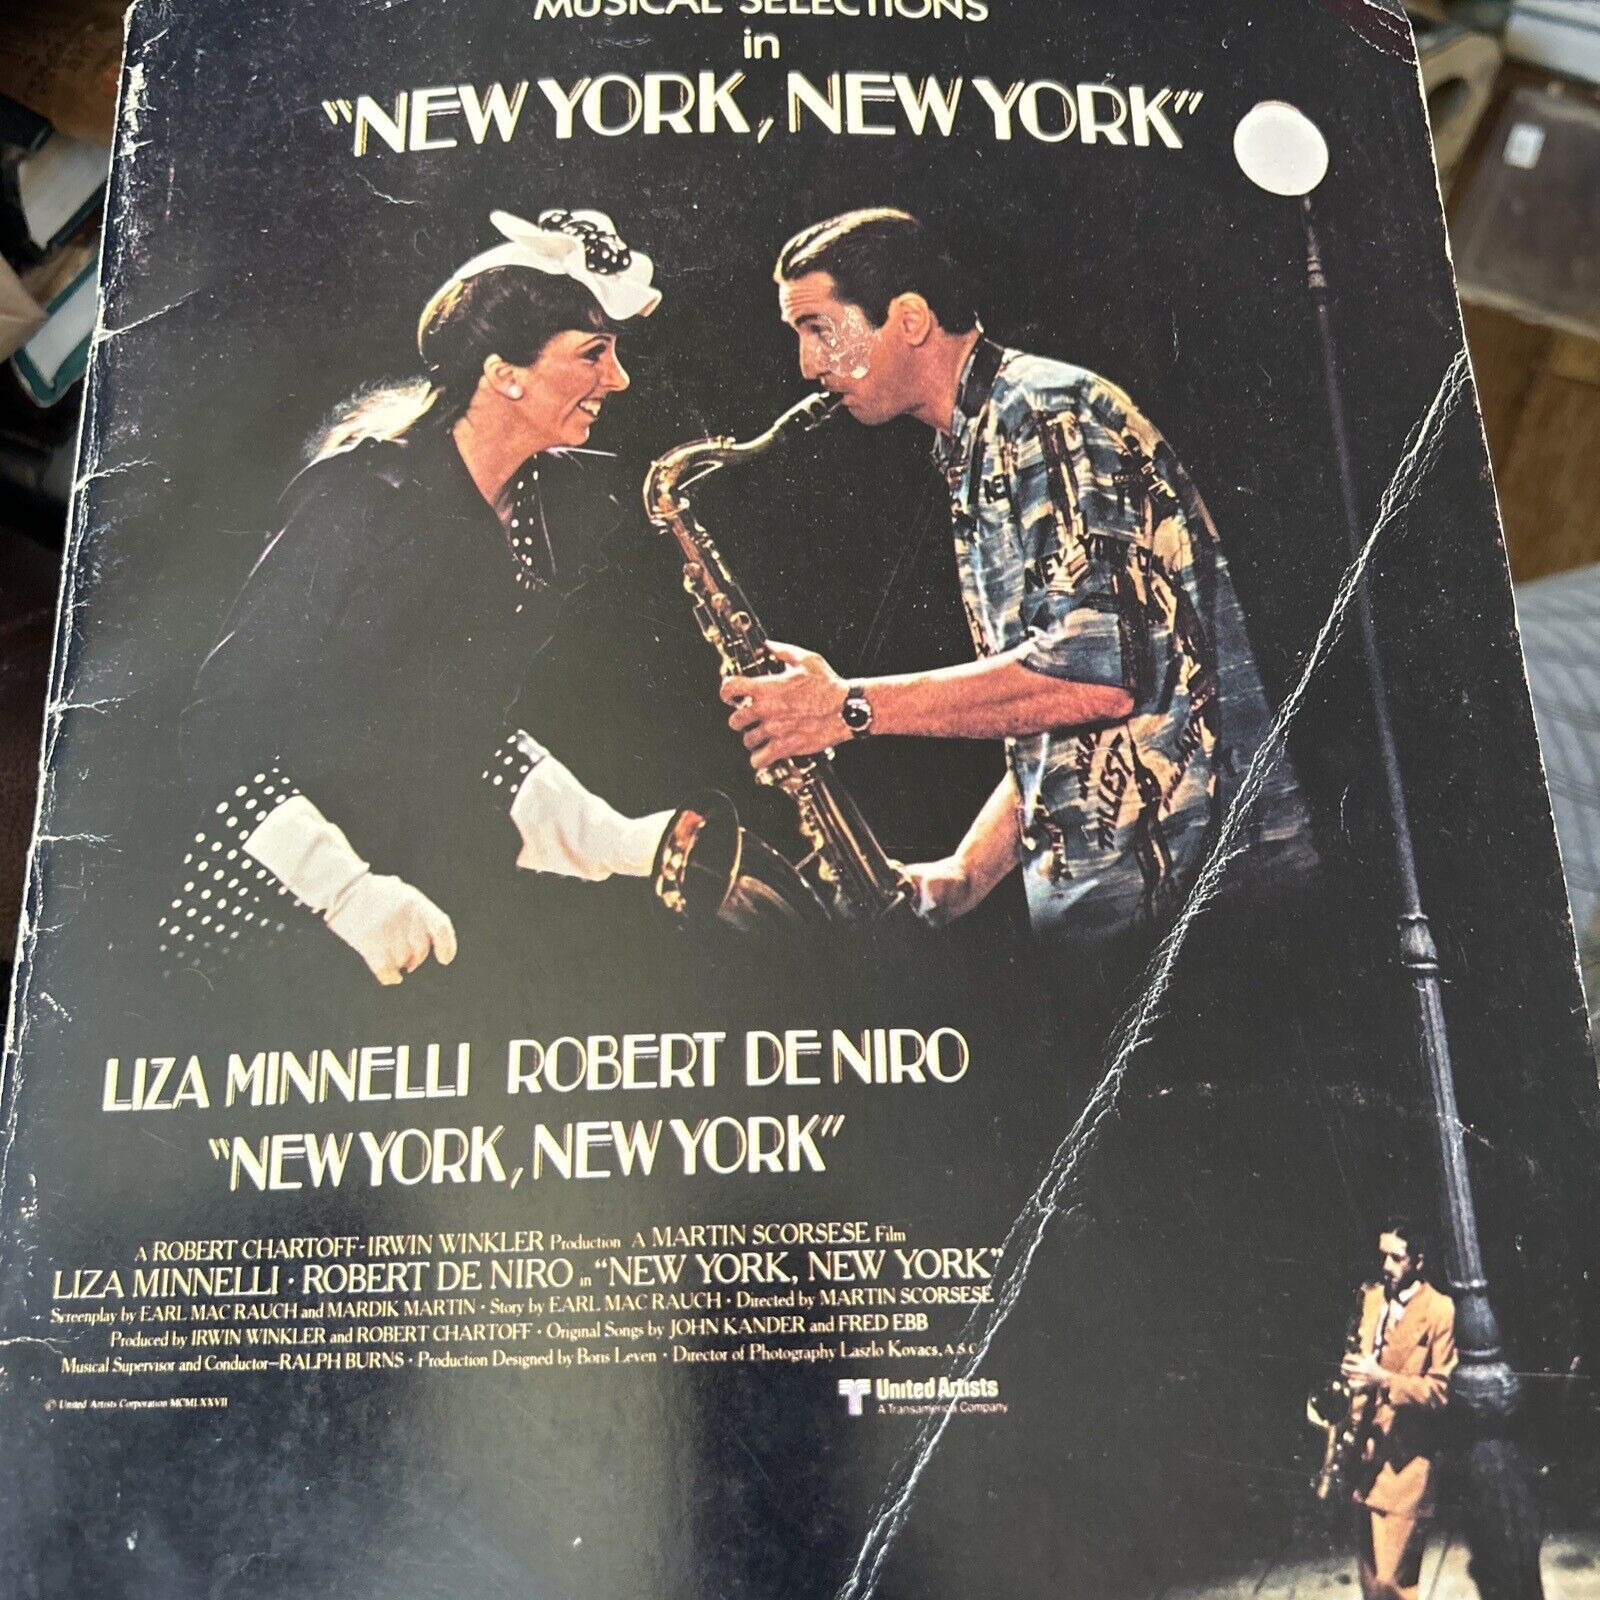 MUSICAL SELECTIONS
in
"NEW YORK, NEW YORK"
NEW YORK
TALLEST
LIZA MINNELLI ROBERT DE NIRO
"NEW YORK, NEW YORK"
A ROBERT CHARTOFF-IRWIN WINKLER Production A MARTIN SCORSESE Film
LIZA MINNELLI · ROBERT DE NIRO in "NEW YORK, NEW YORK"
Screenplay by EARL MAC RAUCH and MARDIK MARTIN · Story by EARL MAC RAUCH · Directed by MARTIN SCORSESE
Produced by IRWIN WINKLER and ROBERT CHARTOFF · Original Songs by JOHN KANDER and FRED EBB
Musical Supervisor and Conductor—RALPH BURNS · Production Designed by Boris Leven · Director of Photography Laszlo Kovacs, A.S.C.
© United Artists Corporation MCMLXXVII
United Artists
A Transamerica Company